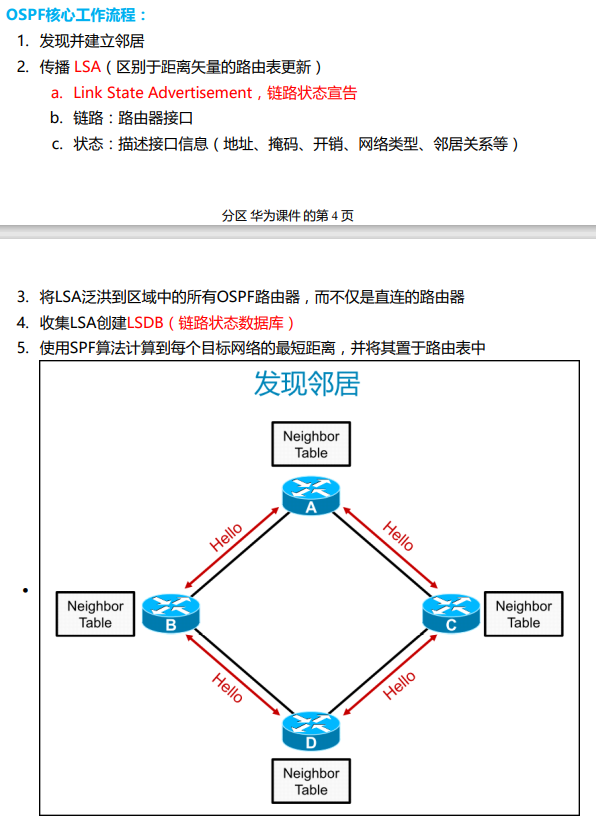 OSPF核心工作流程：
1. 发现并建立邻居
2. 传播 LSA（区别于距离矢量的路由表更新）
a. Link State Advertisement，链路状态宣告
b. 链路：路由器接口
c. 状态：描述接口信息（地址、掩码、开销、网络类型、邻居关系等）
分区 华为课件 的第 4 页
3. 将LSA泛洪到区域中的所有OSPF路由器，而不仅是直连的路由器
4. 收集LSA创建LSDB（链路状态数据库）
5. 使用SPF算法计算到每个目标网络的最短距离，并将其置于路由表中
发现邻居
Neighbor
Table
A
Hello
Hello
Neighbor
Table
B
C
Neighbor
Table
Hello
Hello
D
Neighbor
Table